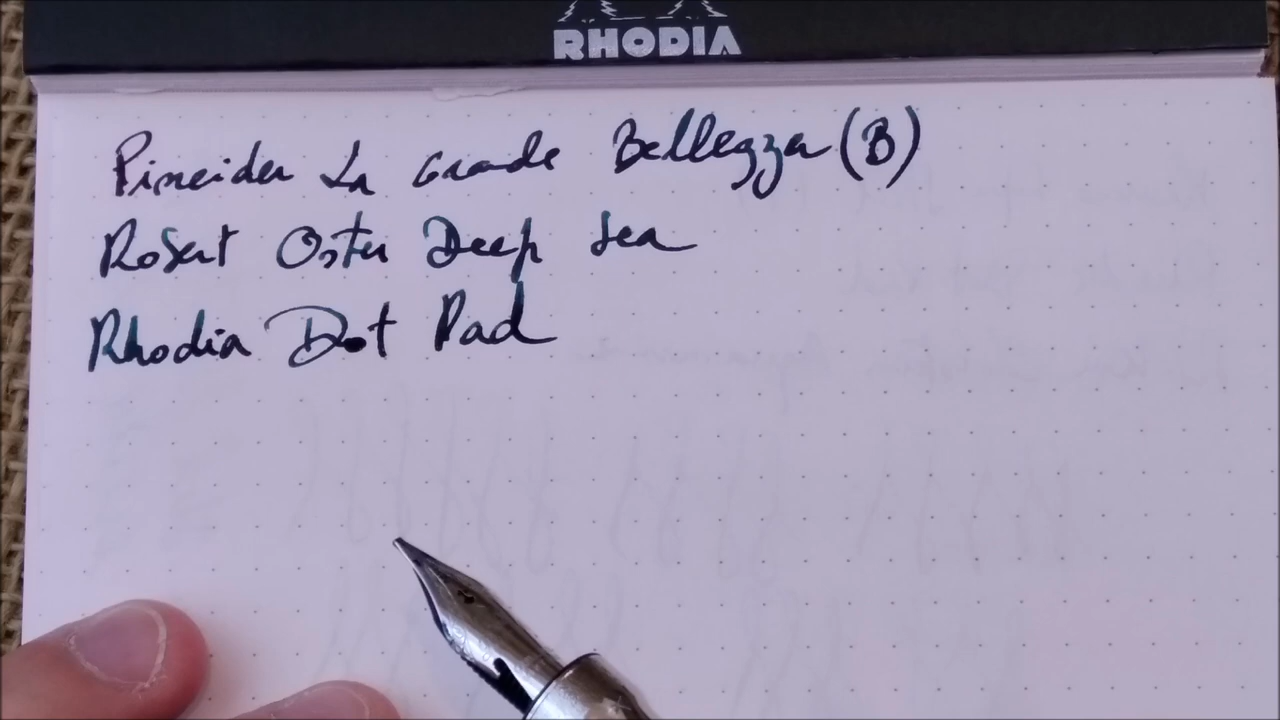 RHODIA
Pineider La Grande Bellezza (B)
Robert Oster Deep Sea
Rhodia Dot Pad